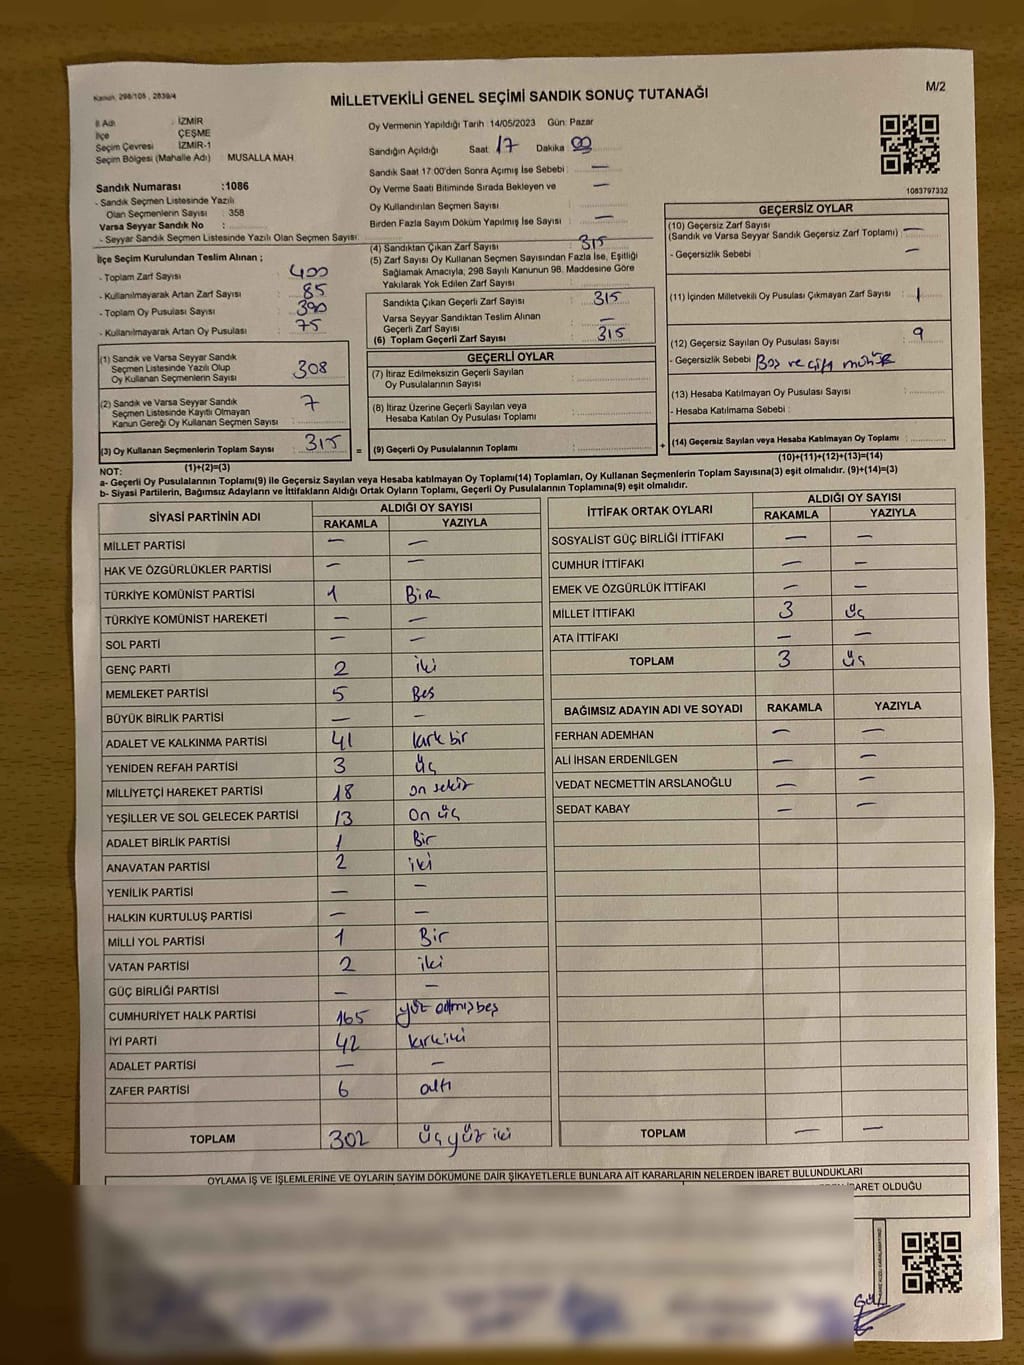 Kanun, 298/105 , 2839/4
MİLLETVEKİLİ GENEL SEÇİMİ SANDIK SONUÇ TUTANAĞI
M/2
İl Adı : İZMİR
İlçe : ÇEŞME
Seçim Çevresi : İZMİR-1
Seçim Bölgesi (Mahalle Adı) MUSALLA MAH.
Sandık Numarası :1086
- Sandık Seçmen Listesinde Yazılı
Olan Seçmenlerin Sayısı : 358
Varsa Seyyar Sandık No :
- Seyyar Sandık Seçmen Listesinde Yazılı Olan Seçmen Sayısı:
İlçe Seçim Kurulundan Teslim Alınan ;
- Toplam Zarf Sayısı : 400
- Kullanılmayarak Artan Zarf Sayısı : 85
- Toplam Oy Pusulası Sayısı : 390
- Kullanılmayarak Artan Oy Pusulası : 75
(1) Sandık ve Varsa Seyyar Sandık
Seçmen Listesinde Yazılı Olup
Oy Kullanan Seçmenlerin Sayısı : 308
(2) Sandık ve Varsa Seyyar Sandık
Seçmen Listesinde Kayıtlı Olmayan
Kanun Gereği Oy Kullanan Seçmen Sayısı : 7
(3) Oy Kullanan Seçmenlerin Toplam Sayısı : 315
(1)+(2)=(3)
Oy Vermenin Yapıldığı Tarih :14/05/2023 Gün: Pazar
Sandığın Açıldığı Saat 17 Dakika 00
Sandık Saat 17:00'den Sonra Açımış İse Sebebi : —
Oy Verme Saati Bitiminde Sırada Bekleyen ve —
Oy Kullandırılan Seçmen Sayısı :
Birden Fazla Sayım Döküm Yapılmış İse Sayısı : —
(4) Sandıktan Çıkan Zarf Sayısı : 315
(5) Zarf Sayısı Oy Kullanan Seçmen Sayısından Fazla İse, Eşitliği
Sağlamak Amacıyla, 298 Sayılı Kanunun 98. Maddesine Göre
Yakılarak Yok Edilen Zarf Sayısı :
Sandıkta Çıkan Geçerli Zarf Sayısı : 315
Varsa Seyyar Sandıktan Teslim Alınan
Geçerli Zarf Sayısı : —
(6) Toplam Geçerli Zarf Sayısı : 315
GEÇERLİ OYLAR
(7) İtiraz Edilmeksizin Geçerli Sayılan
Oy Pusulalarının Sayısı :
(8) İtiraz Üzerine Geçerli Sayılan veya
Hesaba Katılan Oy Pusulası Toplamı :
= (9) Geçerli Oy Pusulalarının Toplamı :
1083797332
GEÇERSİZ OYLAR
(10) Geçersiz Zarf Sayısı
(Sandık ve Varsa Seyyar Sandık Geçersiz Zarf Toplamı) : —
- Geçersizlik Sebebi : —
(11) İçinden Milletvekili Oy Pusulası Çıkmayan Zarf Sayısı : 1
(12) Geçersiz Sayılan Oy Pusulası Sayısı : 9
- Geçersizlik Sebebi : Boş ve çift mühür
(13) Hesaba Katılmayan Oy Pusulası Sayısı :
- Hesaba Katılmama Sebebi :
+ (14) Geçersiz Sayılan veya Hesaba Katılmayan Oy Toplamı :
(10)+(11)+(12)+(13)=(14)
NOT:
a- Geçerli Oy Pusulalarının Toplamı(9) ile Geçersiz Sayılan veya Hesaba katılmayan Oy Toplamı(14) Toplamları, Oy Kullanan Seçmenlerin Toplam Sayısına(3) eşit olmalıdır. (9)+(14)=(3)
b- Siyasi Partilerin, Bağımsız Adayların ve İttifakların Aldığı Ortak Oyların Toplamı, Geçerli Oy Pusulalarının Toplamına(9) eşit olmalıdır.
SİYASİ PARTİNİN ADI ALDIĞI OY SAYISI
RAKAMLA YAZIYLA
MİLLET PARTİSİ — —
HAK VE ÖZGÜRLÜKLER PARTİSİ — —
TÜRKİYE KOMÜNİST PARTİSİ 1 BiR
TÜRKİYE KOMÜNİST HAREKETİ — —
SOL PARTİ — —
GENÇ PARTİ 2 iki
MEMLEKET PARTİSİ 5 Beş
BÜYÜK BİRLİK PARTİSİ — —
ADALET VE KALKINMA PARTİSİ 41 kırk bir
YENİDEN REFAH PARTİSİ 3 üç
MİLLİYETÇİ HAREKET PARTİSİ 18 on sekiz
YEŞİLLER VE SOL GELECEK PARTİSİ 13 On üç
ADALET BİRLİK PARTİSİ 1 Bir
ANAVATAN PARTİSİ 2 iki
YENİLİK PARTİSİ — —
HALKIN KURTULUŞ PARTİSİ — —
MİLLİ YOL PARTİSİ 1 Bir
VATAN PARTİSİ 2 iki
GÜÇ BİRLİĞİ PARTİSİ — —
CUMHURİYET HALK PARTİSİ 165 yüz altmışbeş
İYİ PARTİ 42 kırkiki
ADALET PARTİSİ — —
ZAFER PARTİSİ 6 altı
TOPLAM 302 üçyüz iki
İTTİFAK ORTAK OYLARI ALDIĞI OY SAYISI
RAKAMLA YAZIYLA
SOSYALİST GÜÇ BİRLİĞİ İTTİFAKI — —
CUMHUR İTTİFAKI — —
EMEK VE ÖZGÜRLÜK İTTİFAKI — —
MİLLET İTTİFAKI 3 üç
ATA İTTİFAKI — —
TOPLAM 3 üç
BAĞIMSIZ ADAYIN ADI VE SOYADI RAKAMLA YAZIYLA
FERHAN ADEMHAN — —
ALİ İHSAN ERDENİLGEN — —
VEDAT NECMETTİN ARSLANOĞLU — —
SEDAT KABAY — —
TOPLAM — —
OYLAMA İŞ VE İŞLEMLERİNE VE OYLARIN SAYIM DÖKÜMÜNE DAİR ŞİKAYETLERLE BUNLARA AİT KARARLARIN NELERDEN İBARET BULUNDUKLARI
İBARET OLDUĞU